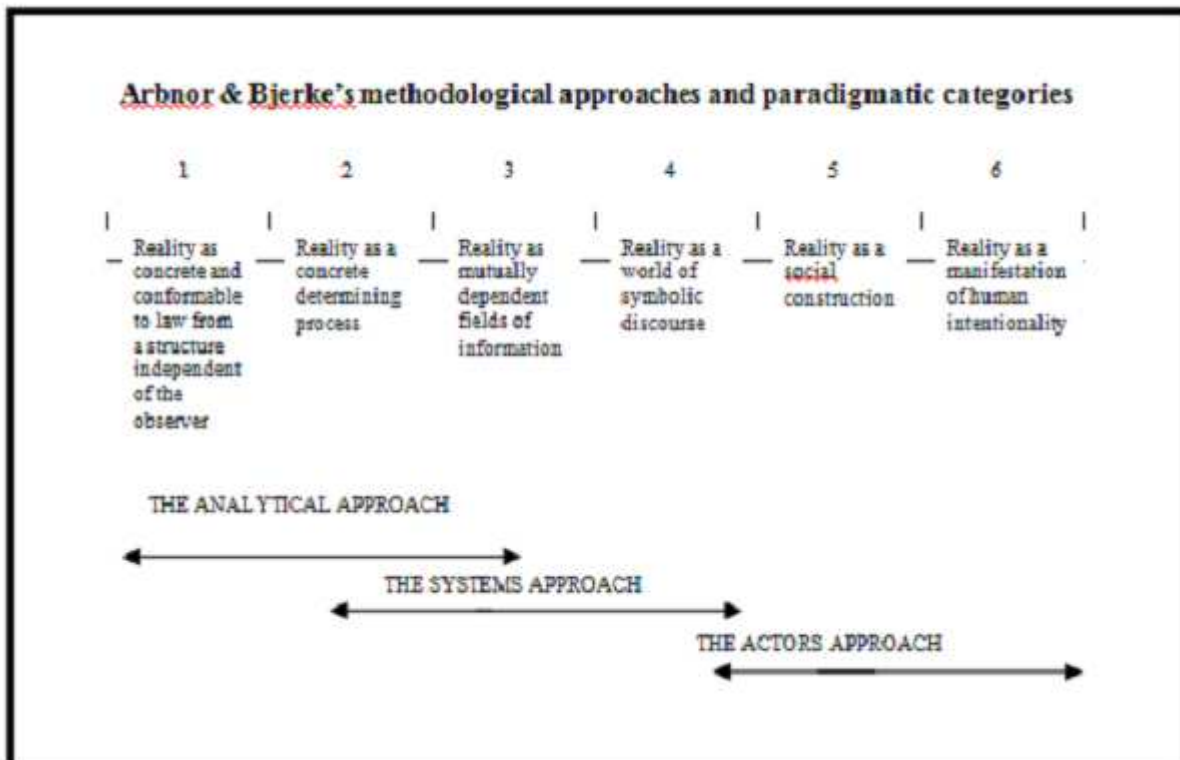 Arbnor & Bjerke's methodological approaches and paradigmatic categories
1 2 3 4 5 6
Reality as
concrete and
conformable
to law from
a structure
independent
of the
observer
Reality as a
concrete
determining
process
Reality as
mutually
dependent
fields of
information
Reality as a
world of
symbolic
discourse
Reality as a
social
construction
Reality as a
manifestation
of human
intentionality
THE ANALYTICAL APPROACH
THE SYSTEMS APPROACH
THE ACTORS APPROACH